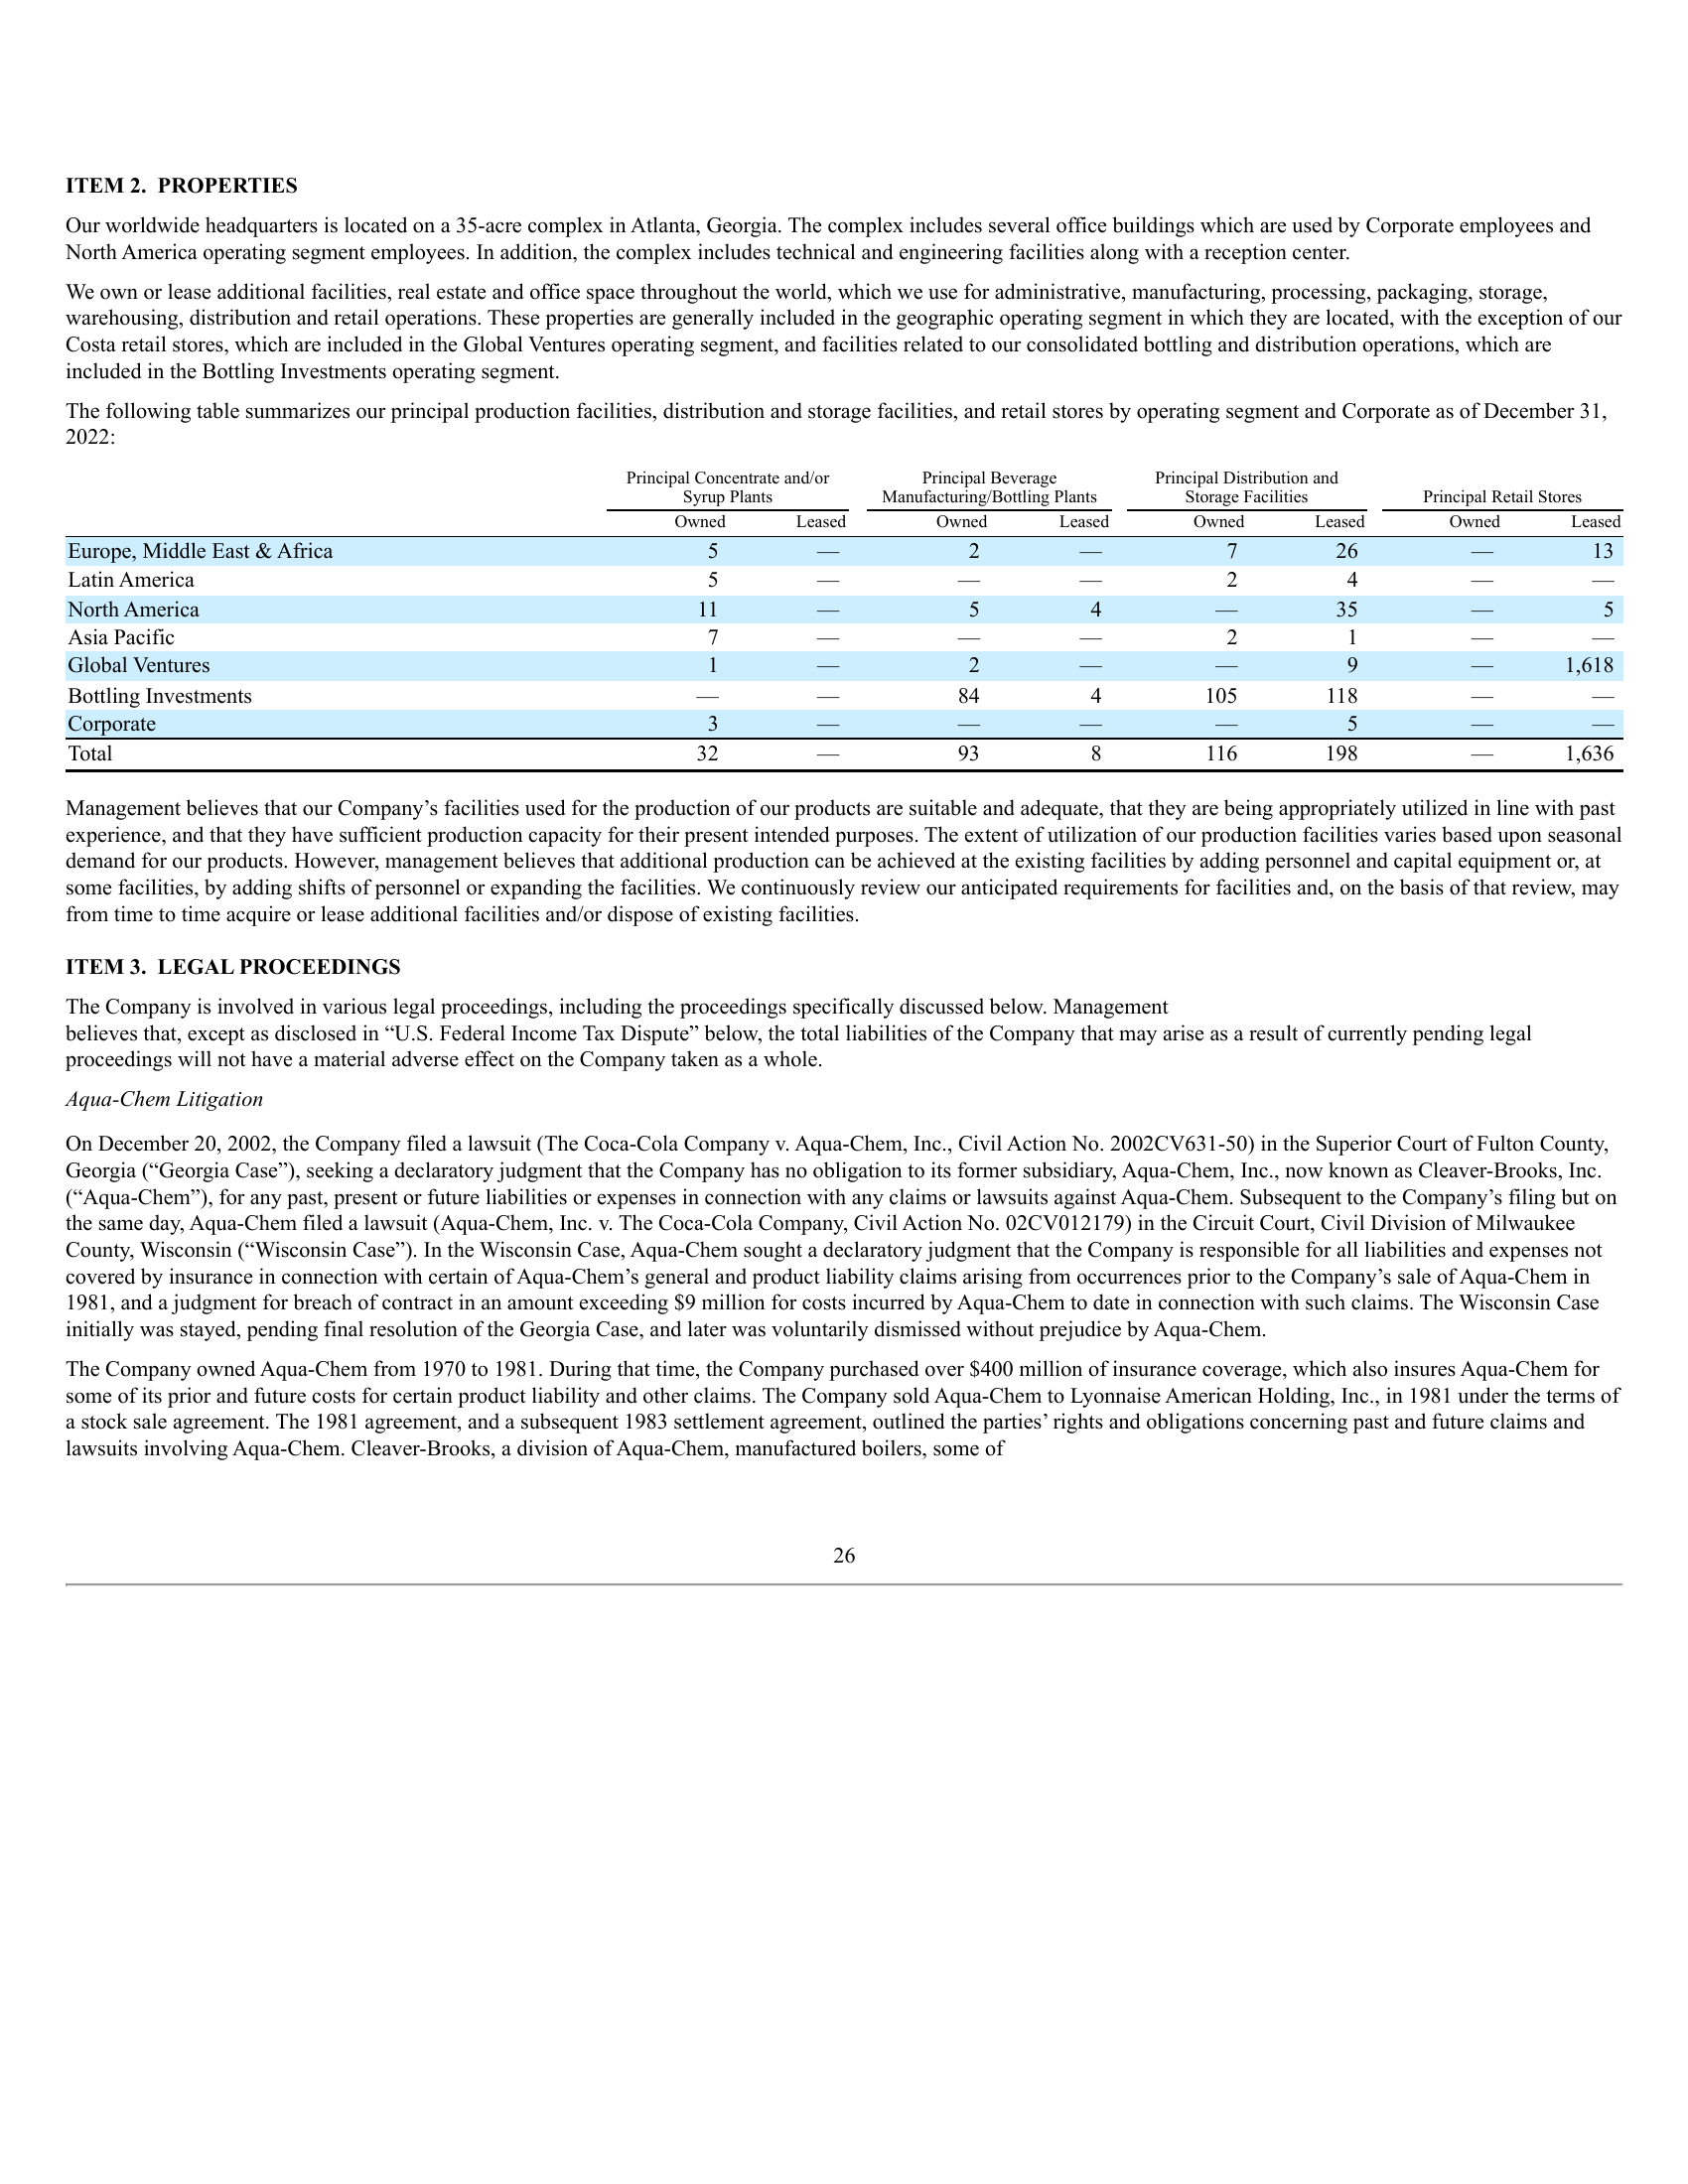 ITEM 2.  PROPERTIES
Our worldwide headquarters is located on a 35-acre complex in Atlanta, Georgia. The complex includes several office buildings which are used by Corporate employees and
North America operating segment employees. In addition, the complex includes technical and engineering facilities along with a reception center.
We own or lease additional facilities, real estate and office space throughout the world, which we use for administrative, manufacturing, processing, packaging, storage,
warehousing, distribution and retail operations. These properties are generally included in the geographic operating segment in which they are located, with the exception of our
Costa retail stores, which are included in the Global Ventures operating segment, and facilities related to our consolidated bottling and distribution operations, which are
included in the Bottling Investments operating segment.
The following table summarizes our principal production facilities, distribution and storage facilities, and retail stores by operating segment and Corporate as of December 31,
2022:
Principal Concentrate and/or Principal Beverage Principal Distribution and
Syrup Plants Manufacturing/Bottling Plants Storage Facilities Principal Retail Stores
Owned Leased Owned Leased Owned Leased Owned Leased
Europe, Middle East & Africa 5 — 2 — 7 26 — 13
Latin America 5 — — — 2 4 — —
North America 11 — 5 4 — 35 — 5
Asia Pacific 7 — — — 2 1 — —
Global Ventures 1 — 2 — — 9 — 1,618
Bottling Investments — — 84 4 105 118 — —
Corporate 3 — — — — 5 — —
Total 32 — 93 8 116 198 — 1,636
Management believes that our Company’s facilities used for the production of our products are suitable and adequate, that they are being appropriately utilized in line with past
experience, and that they have sufficient production capacity for their present intended purposes. The extent of utilization of our production facilities varies based upon seasonal
demand for our products. However, management believes that additional production can be achieved at the existing facilities by adding personnel and capital equipment or, at
some facilities, by adding shifts of personnel or expanding the facilities. We continuously review our anticipated requirements for facilities and, on the basis of that review, may
from time to time acquire or lease additional facilities and/or dispose of existing facilities.
ITEM 3.  LEGAL PROCEEDINGS
The Company is involved in various legal proceedings, including the proceedings specifically discussed below. Management
believes that, except as disclosed in “U.S. Federal Income Tax Dispute” below, the total liabilities of the Company that may arise as a result of currently pending legal
proceedings will not have a material adverse effect on the Company taken as a whole.
Aqua-Chem Litigation
On December 20, 2002, the Company filed a lawsuit (The Coca-Cola Company v. Aqua-Chem, Inc., Civil Action No. 2002CV631-50) in the Superior Court of Fulton County,
Georgia (“Georgia Case”), seeking a declaratory judgment that the Company has no obligation to its former subsidiary, Aqua-Chem, Inc., now known as Cleaver-Brooks, Inc.
(“Aqua-Chem”), for any past, present or future liabilities or expenses in connection with any claims or lawsuits against Aqua-Chem. Subsequent to the Company’s filing but on
the same day, Aqua-Chem filed a lawsuit (Aqua-Chem, Inc. v. The Coca-Cola Company, Civil Action No. 02CV012179) in the Circuit Court, Civil Division of Milwaukee
County, Wisconsin (“Wisconsin Case”). In the Wisconsin Case, Aqua-Chem sought a declaratory judgment that the Company is responsible for all liabilities and expenses not
covered by insurance in connection with certain of Aqua-Chem’s general and product liability claims arising from occurrences prior to the Company’s sale of Aqua-Chem in
1981, and a judgment for breach of contract in an amount exceeding $9 million for costs incurred by Aqua-Chem to date in connection with such claims. The Wisconsin Case
initially was stayed, pending final resolution of the Georgia Case, and later was voluntarily dismissed without prejudice by Aqua-Chem.
The Company owned Aqua-Chem from 1970 to 1981. During that time, the Company purchased over $400 million of insurance coverage, which also insures Aqua-Chem for
some of its prior and future costs for certain product liability and other claims. The Company sold Aqua-Chem to Lyonnaise American Holding, Inc., in 1981 under the terms of
a stock sale agreement. The 1981 agreement, and a subsequent 1983 settlement agreement, outlined the parties’ rights and obligations concerning past and future claims and
lawsuits involving Aqua-Chem. Cleaver-Brooks, a division of Aqua-Chem, manufactured boilers, some of
26